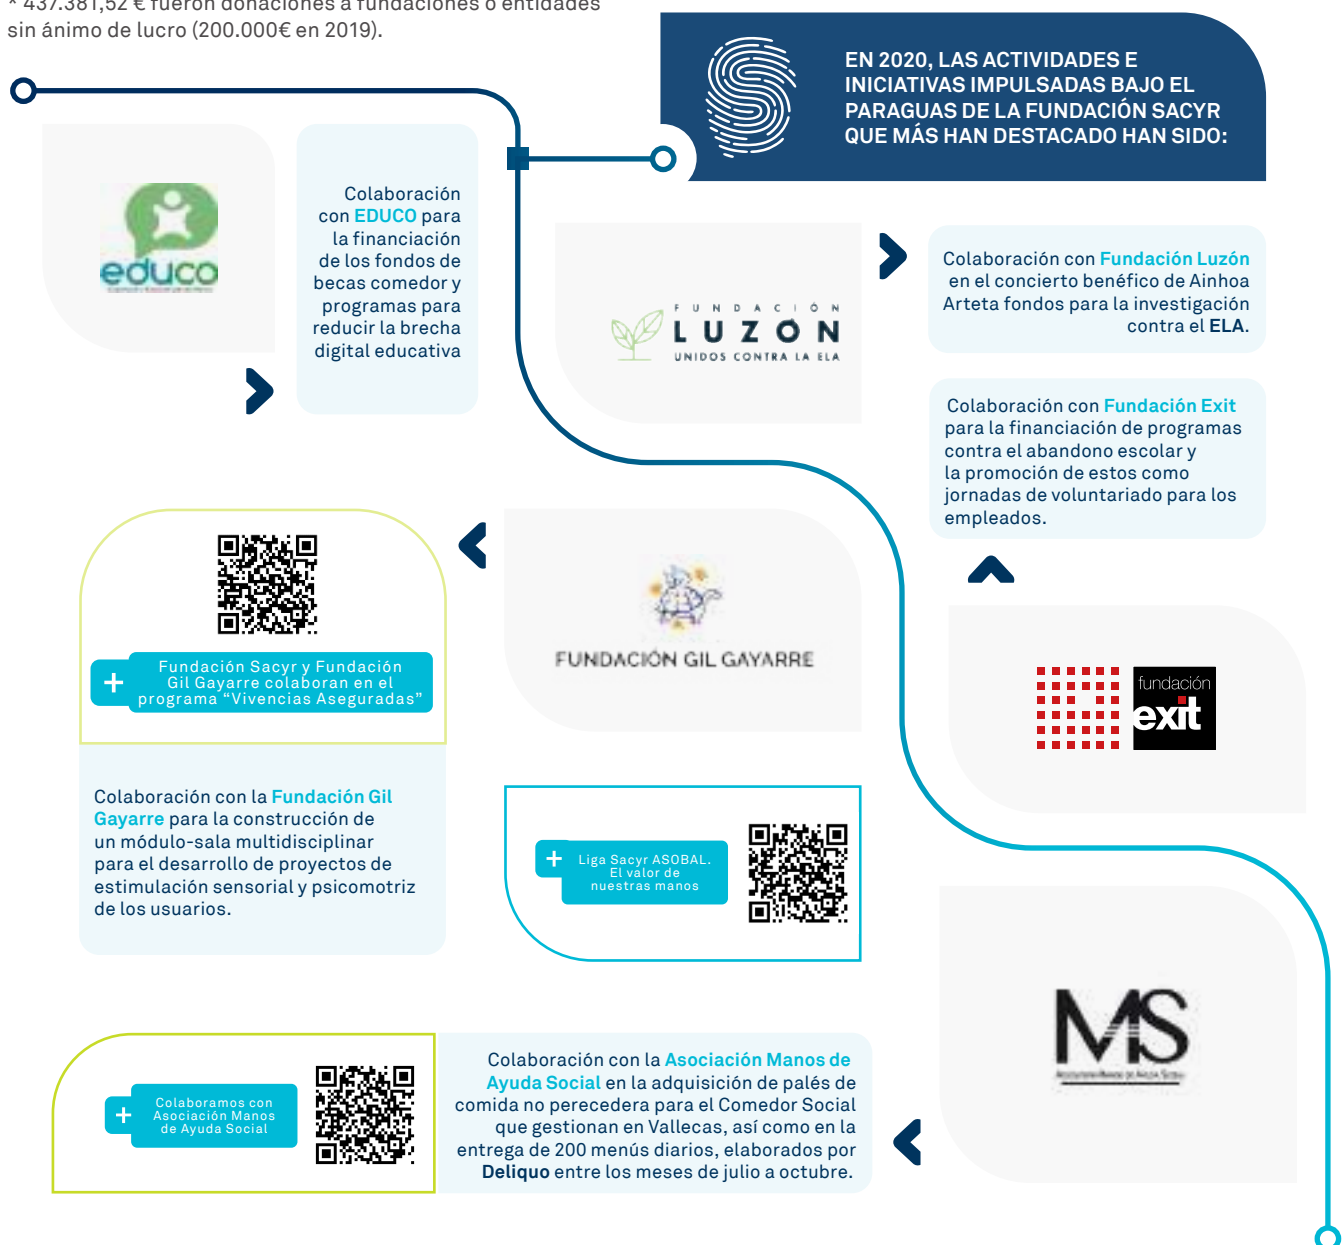 * 437.381,52 € fueron donaciones a fundaciones o entidades
sin ánimo de lucro (200.000€ en 2019).
EN 2020, LAS ACTIVIDADES E
INICIATIVAS IMPULSADAS BAJO EL
PARAGUAS DE LA FUNDACIÓN SACYR
QUE MÁS HAN DESTACADO HAN SIDO:
educo
Colaboración
con EDUCO para
la financiación
de los fondos de
becas comedor y
programas para
reducir la brecha
digital educativa
FUNDACIÓN
LUZÓN
UNIDOS CONTRA LA ELA
Colaboración con Fundación Luzón
en el concierto benéfico de Ainhoa
Arteta fondos para la investigación
contra el ELA.
Colaboración con Fundación Exit
para la financiación de programas
contra el abandono escolar y
la promoción de estos como
jornadas de voluntariado para los
empleados.
fundación
exit
FUNDACIÓN GIL GAYARRE
+ Fundación Sacyr y Fundación
Gil Gayarre colaboran en el
programa “Vivencias Aseguradas”
Colaboración con la Fundación Gil
Gayarre para la construcción de
un módulo-sala multidisciplinar
para el desarrollo de proyectos de
estimulación sensorial y psicomotriz
de los usuarios.
+ Liga Sacyr ASOBAL.
El valor de
nuestras manos
MS
Asociación Manos de Ayuda Social
+ Colaboramos con
Asociación Manos
de Ayuda Social
Colaboración con la Asociación Manos de
Ayuda Social en la adquisición de palés de
comida no perecedera para el Comedor Social
que gestionan en Vallecas, así como en la
entrega de 200 menús diarios, elaborados por
Deliquo entre los meses de julio a octubre.